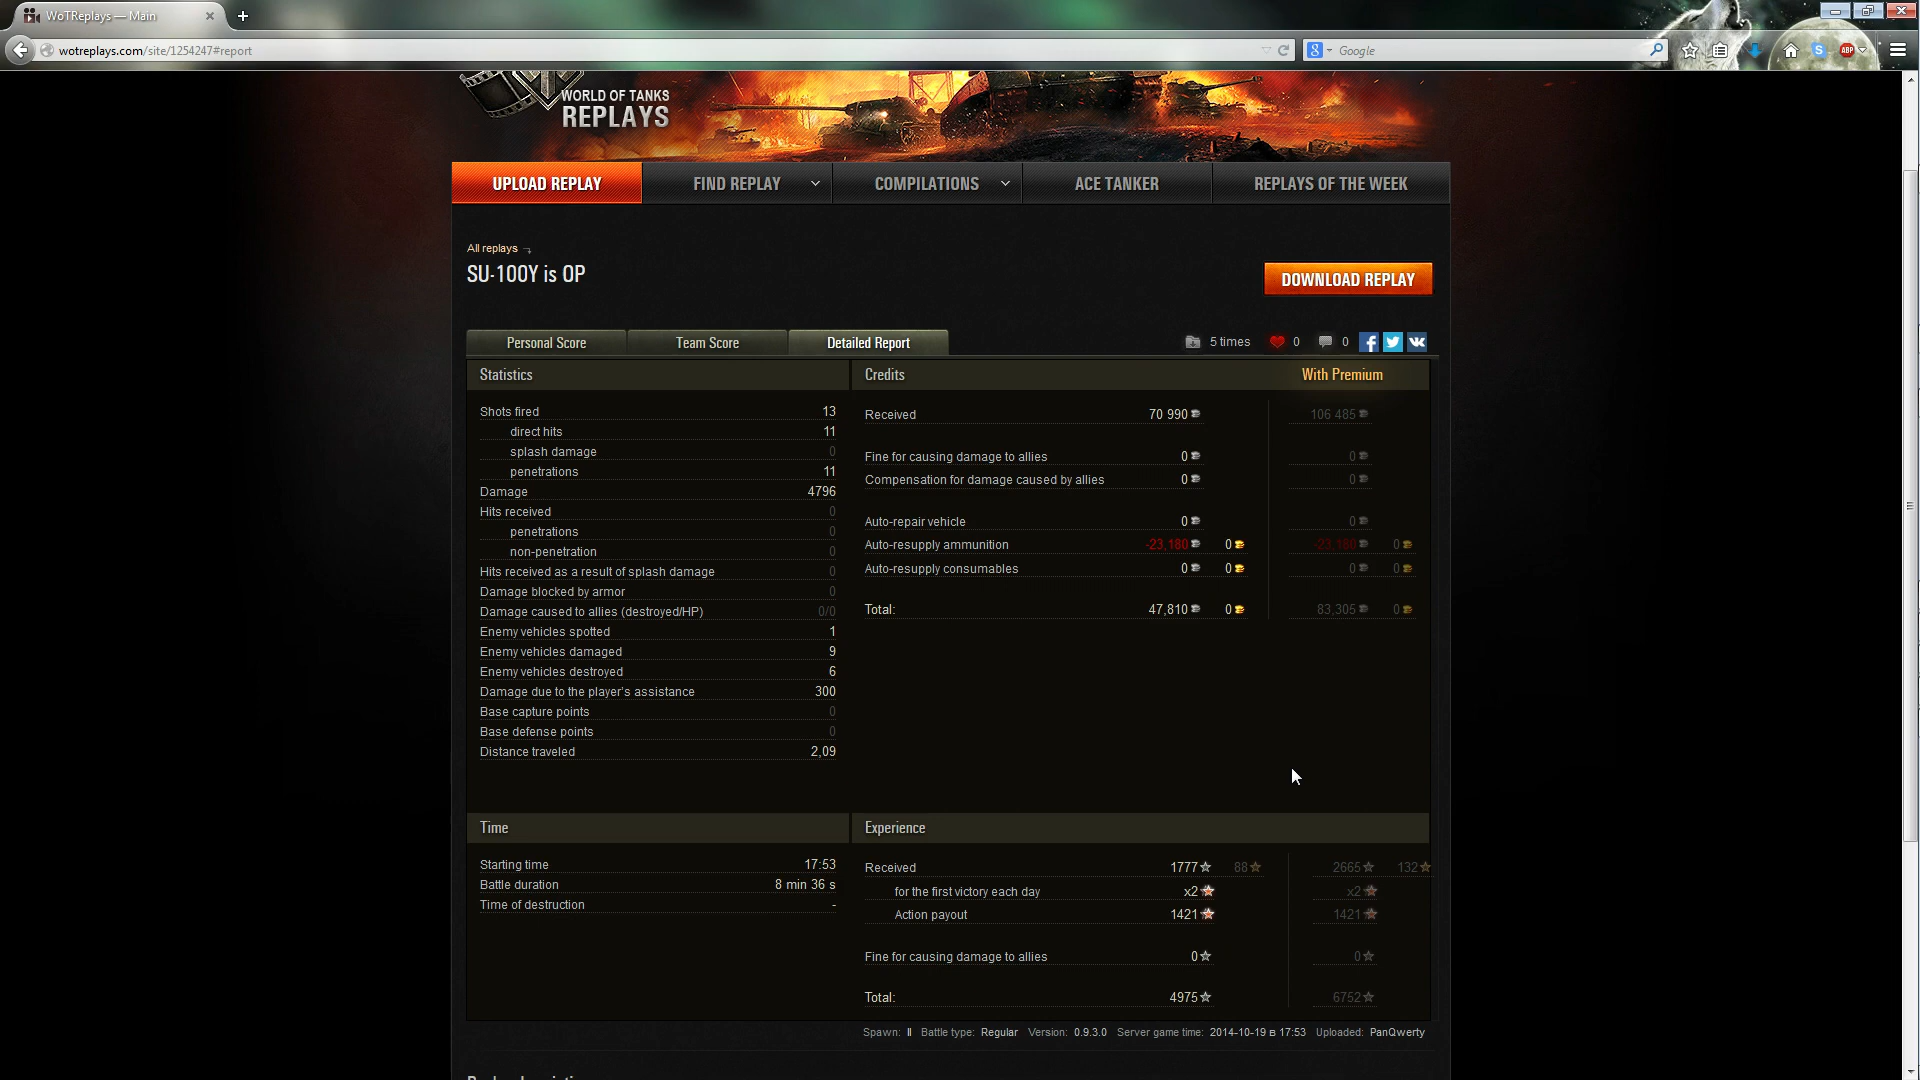 WoTReplays — Main
wotreplays.com/site/1254247#report
Google
WORLD OF TANKS
REPLAYS
UPLOAD REPLAY
FIND REPLAY
COMPILATIONS
ACE TANKER
REPLAYS OF THE WEEK
All replays
SU-100Y is OP
DOWNLOAD REPLAY
Personal Score
Team Score
Detailed Report
5 times
0
0
Statistics
Shots fired 13
direct hits 11
splash damage 0
penetrations 11
Damage 4796
Hits received 0
penetrations 0
non-penetration 0
Hits received as a result of splash damage 0
Damage blocked by armor 0
Damage caused to allies (destroyed/HP) 0/0
Enemy vehicles spotted 1
Enemy vehicles damaged 9
Enemy vehicles destroyed 6
Damage due to the player's assistance 300
Base capture points 0
Base defense points 0
Distance traveled 2,09
Credits With Premium
Received 70 990 106 485
Fine for causing damage to allies 0 0
Compensation for damage caused by allies 0 0
Auto-repair vehicle 0 0
Auto-resupply ammunition -23,180 0 -23,180 0
Auto-resupply consumables 0 0 0 0
Total: 47,810 0 83,305 0
Time
Starting time 17:53
Battle duration 8 min 36 s
Time of destruction -
Experience
Received 1777 88 2665 132
for the first victory each day x2 x2
Action payout 1421 1421
Fine for causing damage to allies 0 0
Total: 4975 6752
Spawn: II Battle type: Regular Version: 0.9.3.0 Server game time: 2014-10-19 в 17:53 Uploaded: PanQwerty